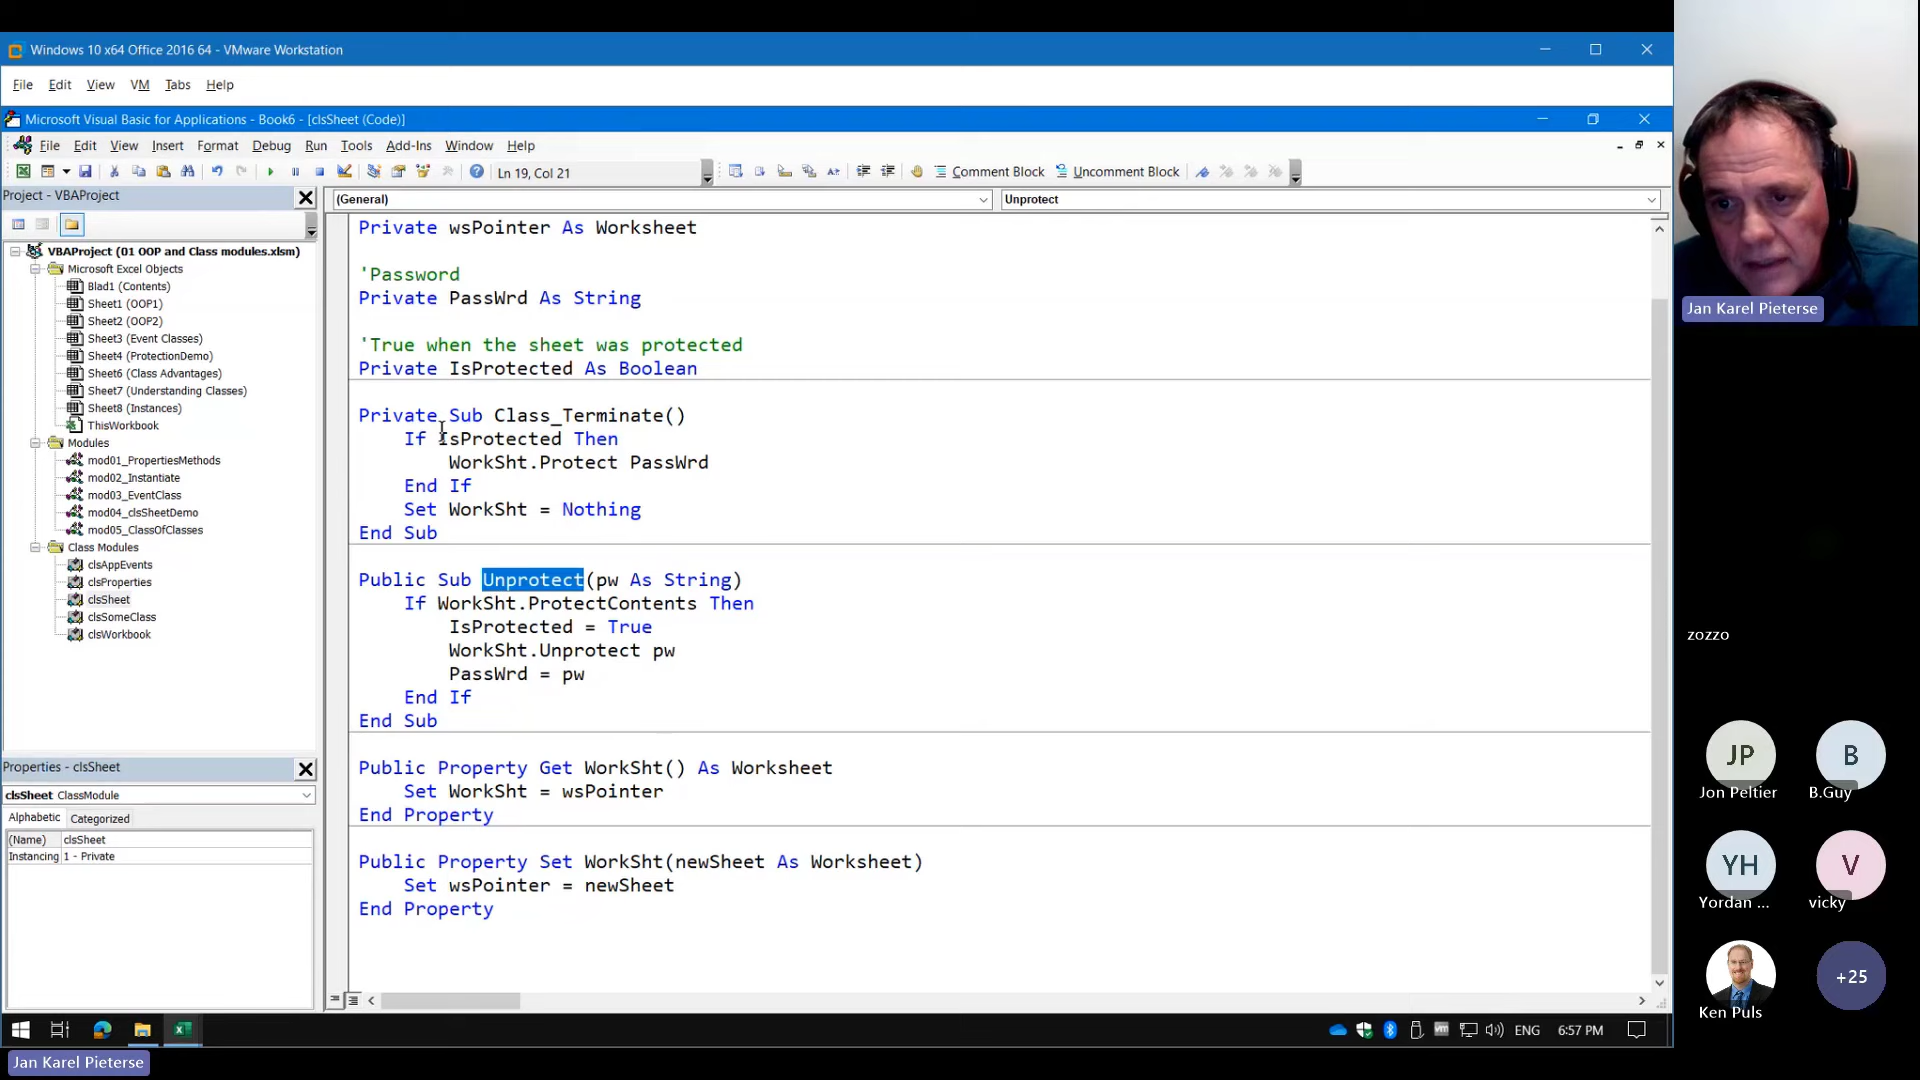 Windows 10 x64 Office 2016 64 - VMware Workstation
File Edit View VM Tabs Help
Microsoft Visual Basic for Applications - Book6 - [clsSheet (Code)]
File Edit View Insert Format Debug Run Tools Add-Ins Window Help
Ln 19, Col 21
Comment Block
Uncomment Block
Project - VBAProject
(General)
Unprotect
VBAProject (01 OOP and Class modules.xlsm)
Microsoft Excel Objects
Blad1 (Contents)
Sheet1 (OOP1)
Sheet2 (OOP2)
Sheet3 (Event Classes)
Sheet4 (ProtectionDemo)
Sheet6 (Class Advantages)
Sheet7 (Understanding Classes)
Sheet8 (Instances)
ThisWorkbook
Modules
mod01_PropertiesMethods
mod02_Instantiate
mod03_EventClass
mod04_clsSheetDemo
mod05_ClassOfClasses
Class Modules
clsAppEvents
clsProperties
clsSheet
clsSomeClass
clsWorkbook
Properties - clsSheet
clsSheet ClassModule
Alphabetic Categorized
(Name) clsSheet
Instancing 1 - Private
Private wsPointer As Worksheet
'Password
Private PassWrd As String
'True when the sheet was protected
Private IsProtected As Boolean
Private Sub Class_Terminate()
If IsProtected Then
WorkSht.Protect PassWrd
End If
Set WorkSht = Nothing
End Sub
Public Sub Unprotect(pw As String)
If WorkSht.ProtectContents Then
IsProtected = True
WorkSht.Unprotect pw
PassWrd = pw
End If
End Sub
Public Property Get WorkSht() As Worksheet
Set WorkSht = wsPointer
End Property
Public Property Set WorkSht(newSheet As Worksheet)
Set wsPointer = newSheet
End Property
ENG 6:57 PM
Jan Karel Pieterse
Jan Karel Pieterse
zozzo
JP B
Jon Peltier B.Guy
YH V
Yordan ... vicky
+25
Ken Puls